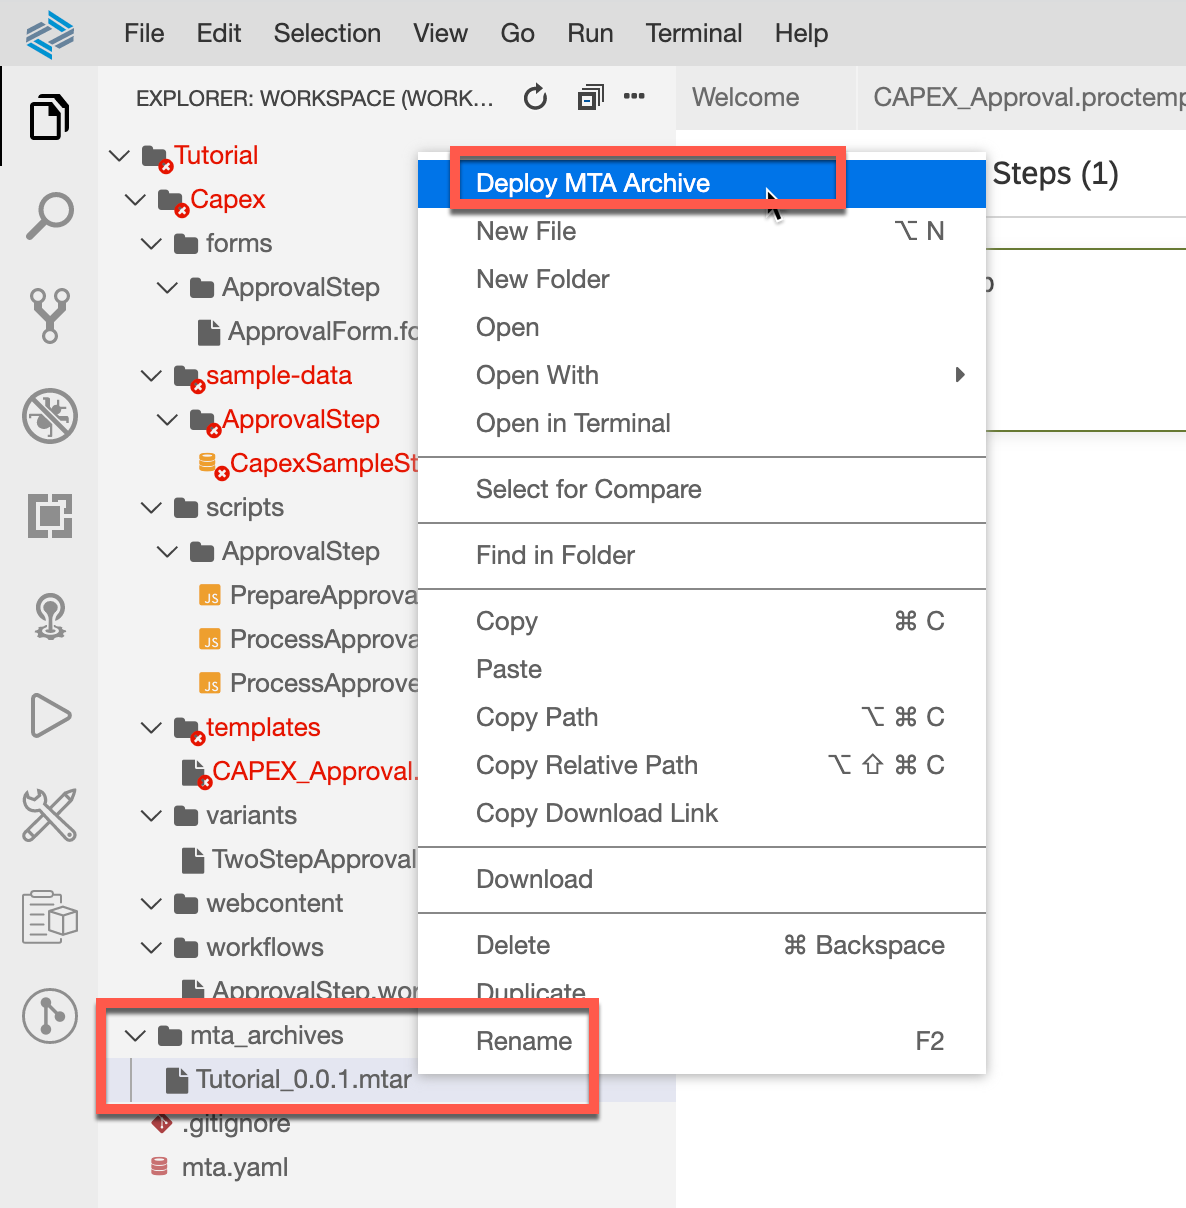 File Edit Selection View Go Run Terminal Help
EXPLORER: WORKSPACE (WORK...
Welcome
CAPEX_Approval.proctemp
Tutorial
Capex
forms
ApprovalStep
ApprovalForm.fo
sample-data
ApprovalStep
CapexSampleSt
scripts
ApprovalStep
JS PrepareApprova
JS ProcessApprova
JS ProcessApprove
templates
CAPEX_Approval.
variants
TwoStepApproval
webcontent
workflows
ApprovalStep.wor
mta_archives
Tutorial_0.0.1.mtar
.gitignore
mta.yaml
Deploy MTA Archive
New File ⌥ N
New Folder
Open
Open With
Open in Terminal
Select for Compare
Find in Folder
Copy ⌘ C
Paste
Copy Path ⌥ ⌘ C
Copy Relative Path ⌥ ⇧ ⌘ C
Copy Download Link
Download
Delete ⌘ Backspace
Duplicate
Rename F2
Steps (1)